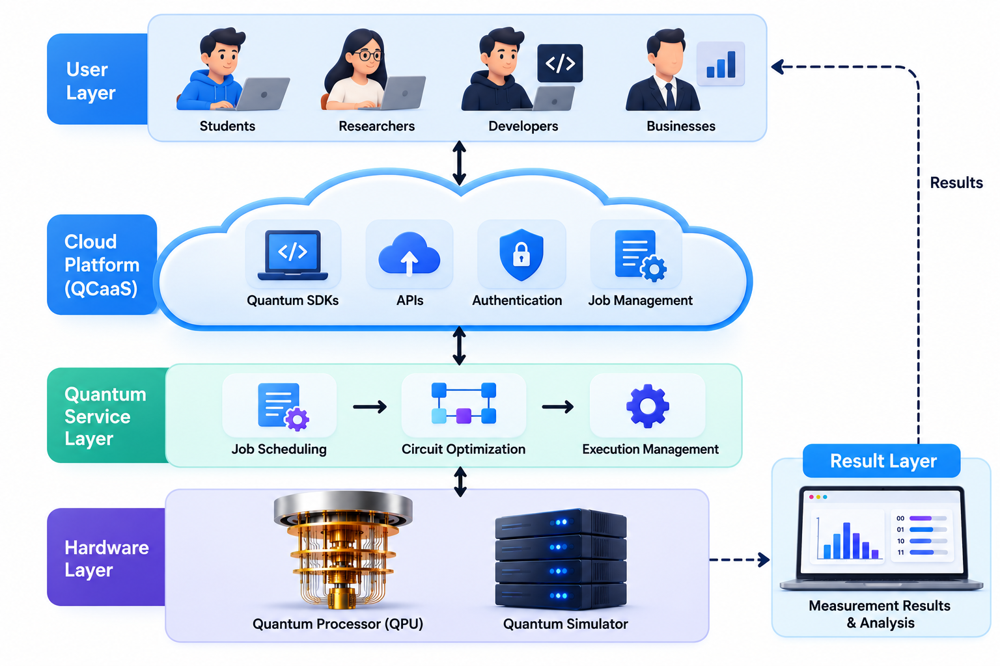 User
Layer
Students
Researchers
</>
Developers
Businesses
Results
Cloud
Platform
(QCaaS)
</>
Quantum SDKs
APIs
Authentication
Job Management
Quantum
Service
Layer
Job Scheduling
Circuit Optimization
Execution Management
Hardware
Layer
Quantum Processor (QPU)
Quantum Simulator
Result Layer
00
01
10
11
Measurement Results
& Analysis